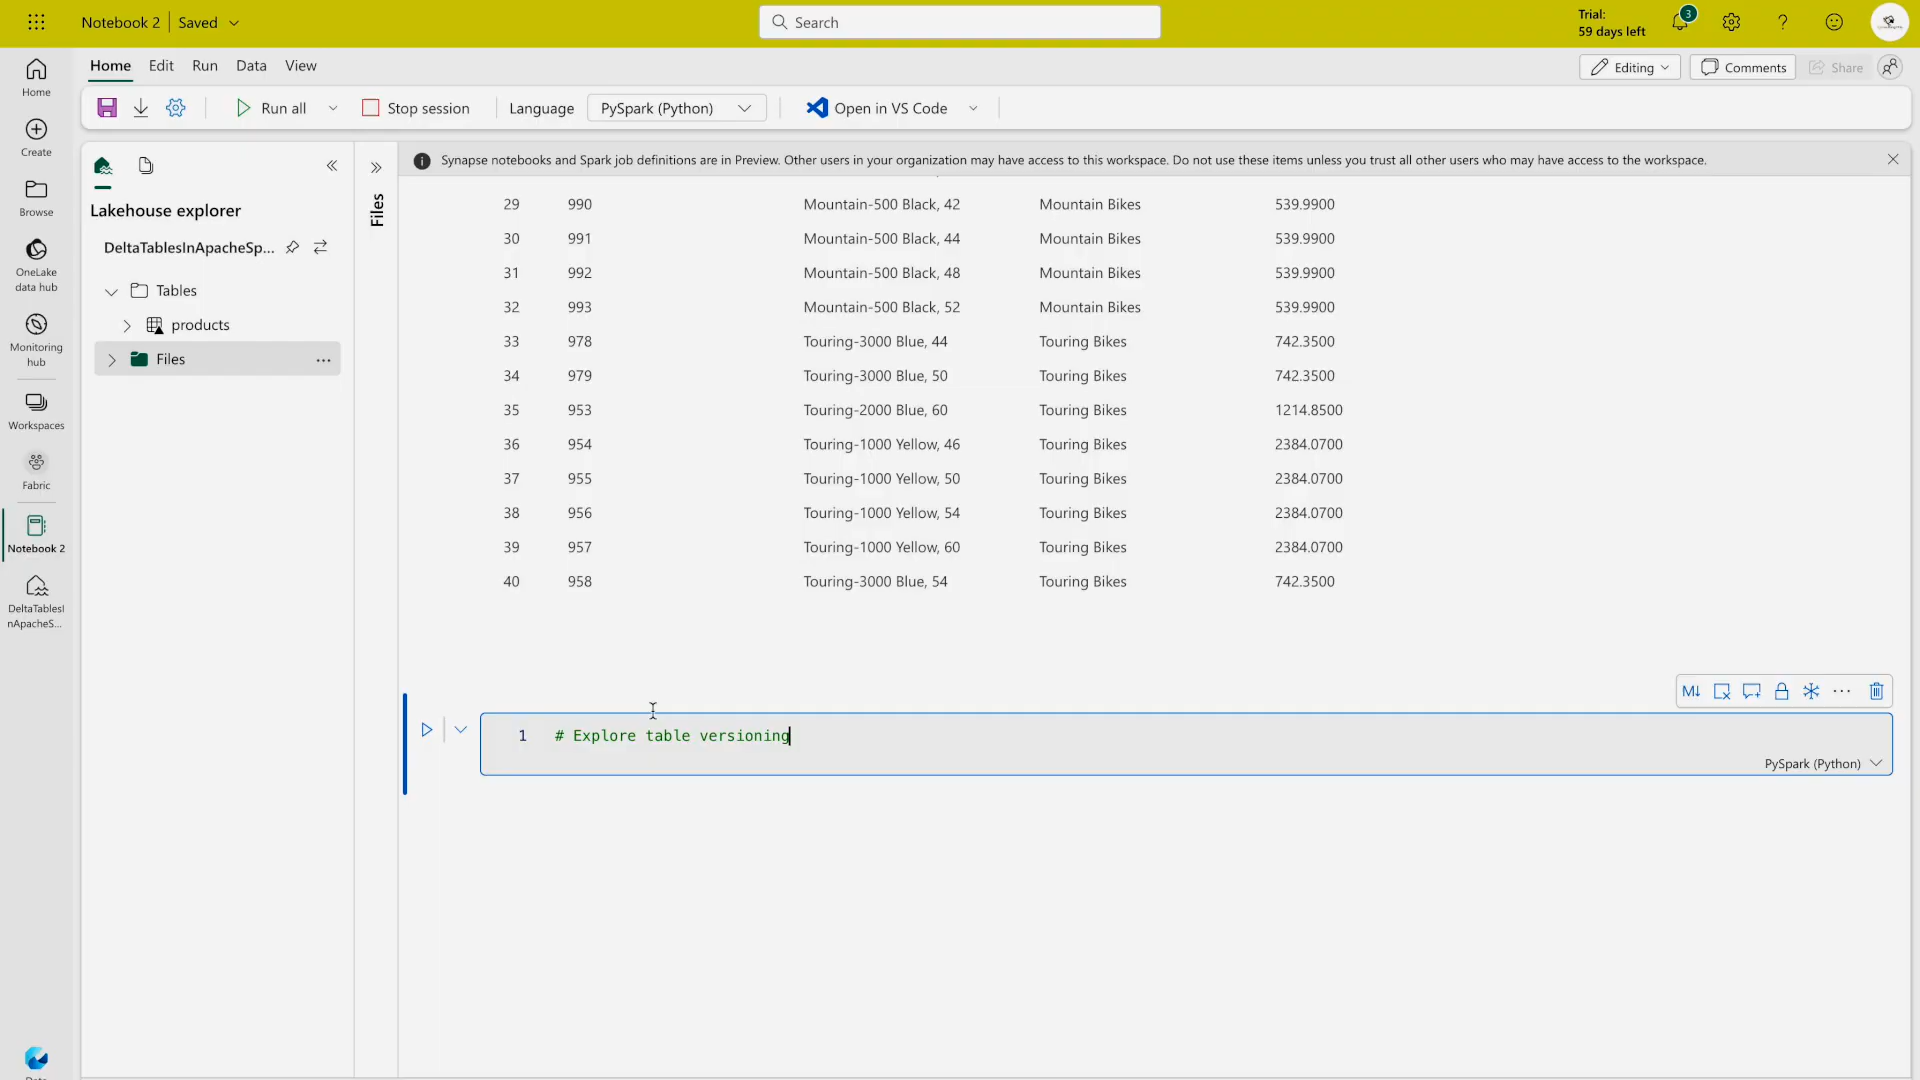 Notebook 2 | Saved
Search
Trial:
59 days left
3
Home Edit Run Data View
Editing
Comments
Share
Run all
Stop session
Language
PySpark (Python)
Open in VS Code
Home
Create
Browse
OneLake
data hub
Monitoring
hub
Workspaces
Fabric
Notebook 2
DeltaTablesI
nApacheS...
Lakehouse explorer
DeltaTablesInApacheSp...
Tables
products
Files
...
Files
Synapse notebooks and Spark job definitions are in Preview. Other users in your organization may have access to this workspace. Do not use these items unless you trust all other users who may have access to the workspace.
29 990 Mountain-500 Black, 42 Mountain Bikes 539.9900
30 991 Mountain-500 Black, 44 Mountain Bikes 539.9900
31 992 Mountain-500 Black, 48 Mountain Bikes 539.9900
32 993 Mountain-500 Black, 52 Mountain Bikes 539.9900
33 978 Touring-3000 Blue, 44 Touring Bikes 742.3500
34 979 Touring-3000 Blue, 50 Touring Bikes 742.3500
35 953 Touring-2000 Blue, 60 Touring Bikes 1214.8500
36 954 Touring-1000 Yellow, 46 Touring Bikes 2384.0700
37 955 Touring-1000 Yellow, 50 Touring Bikes 2384.0700
38 956 Touring-1000 Yellow, 54 Touring Bikes 2384.0700
39 957 Touring-1000 Yellow, 60 Touring Bikes 2384.0700
40 958 Touring-3000 Blue, 54 Touring Bikes 742.3500
M↓
...
1 # Explore table versioning
PySpark (Python)